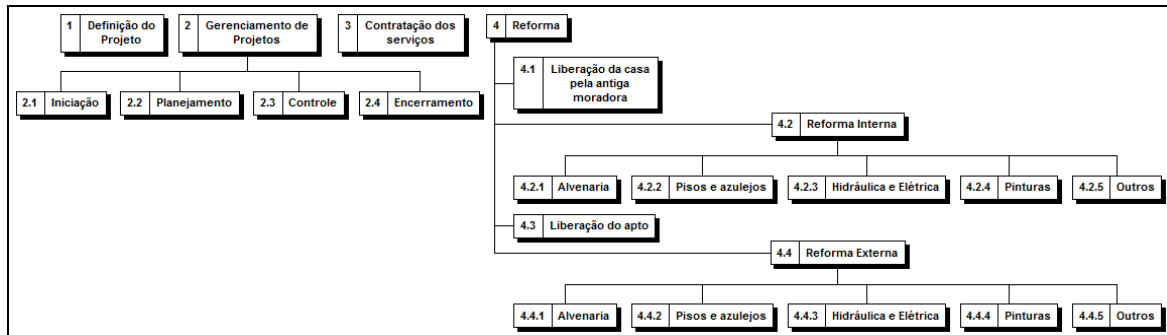 1 Definição do
Projeto
2 Gerenciamento de
Projetos
3 Contratação dos
serviços
4 Reforma
4.1 Liberação da casa
pela antiga
moradora
2.1 Iniciação
2.2 Planejamento
2.3 Controle
2.4 Encerramento
4.2 Reforma Interna
4.2.1 Alvenaria
4.2.2 Pisos e azulejos
4.2.3 Hidráulica e Elétrica
4.2.4 Pinturas
4.2.5 Outros
4.3 Liberação do apto
4.4 Reforma Externa
4.4.1 Alvenaria
4.4.2 Pisos e azulejos
4.4.3 Hidráulica e Elétrica
4.4.4 Pinturas
4.4.5 Outros